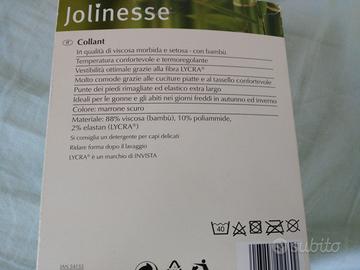 Jolinesse®
IT Collant
In qualità di viscosa morbida e setosa - con bambù.
Temperatura confortevole e termoregolante
Vestibilità ottimale grazie alla fibra LYCRA®
Molto comode grazie alle cuciture piatte e al tassello confortevole
Punte dei piedi rimagliate ed elastico extra largo
Ideali per le gonne e gli abiti nei giorni freddi in autunno ed inverno
Colore: marrone scuro
Materiale: 88% viscosa (bambù), 10% poliammide,
2% elastan (LYCRA®)
Si consiglia un detergente per capi delicati
Ridare forma dopo il lavaggio
LYCRA® è un marchio di INVISTA
40
subito